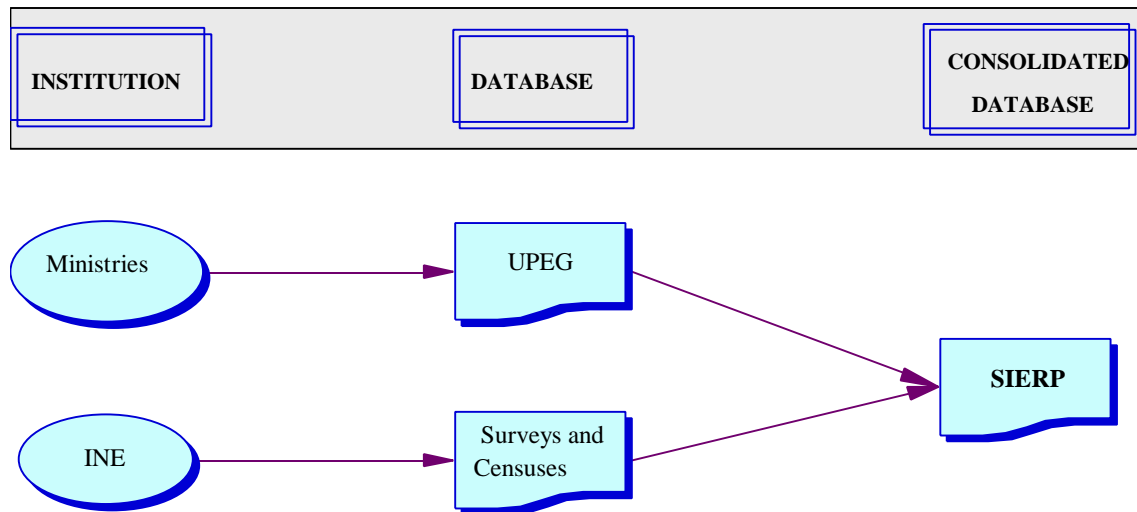 INSTITUTION
DATABASE
CONSOLIDATED
DATABASE
Ministries
UPEG
SIERP
INE
Surveys and
Censuses